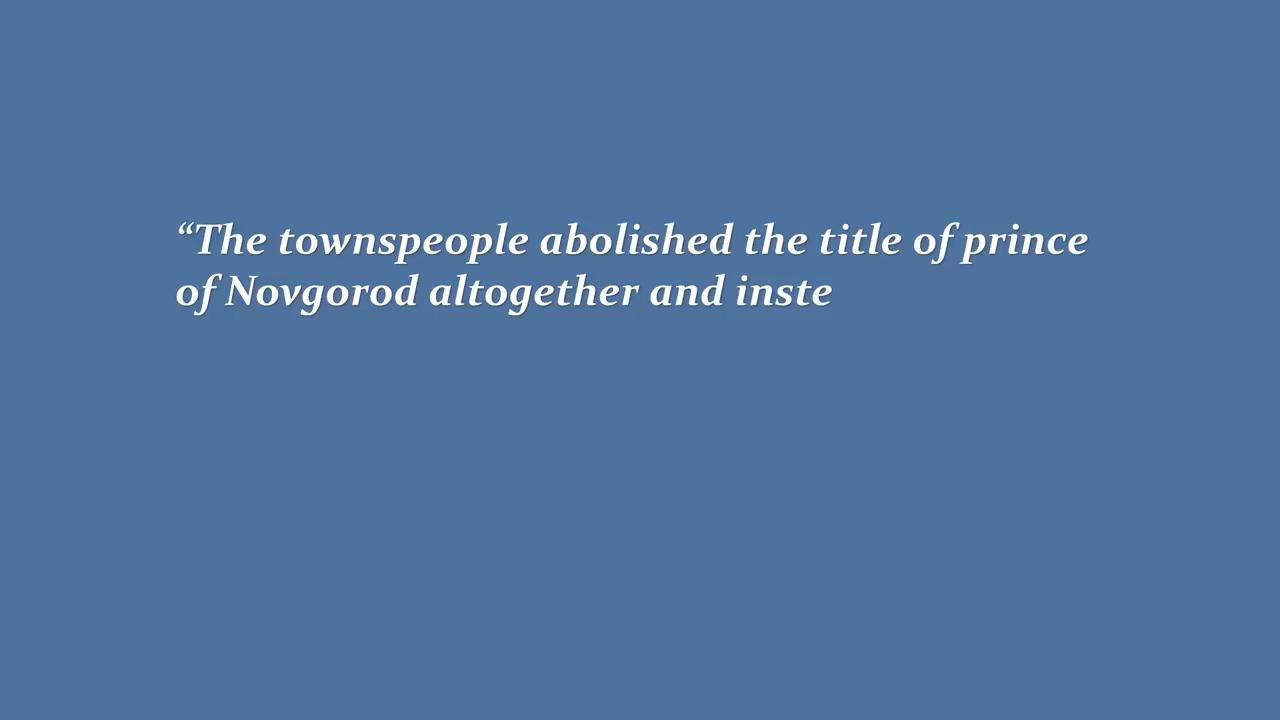 “The townspeople abolished the title of prince
of Novgorod altogether and inste